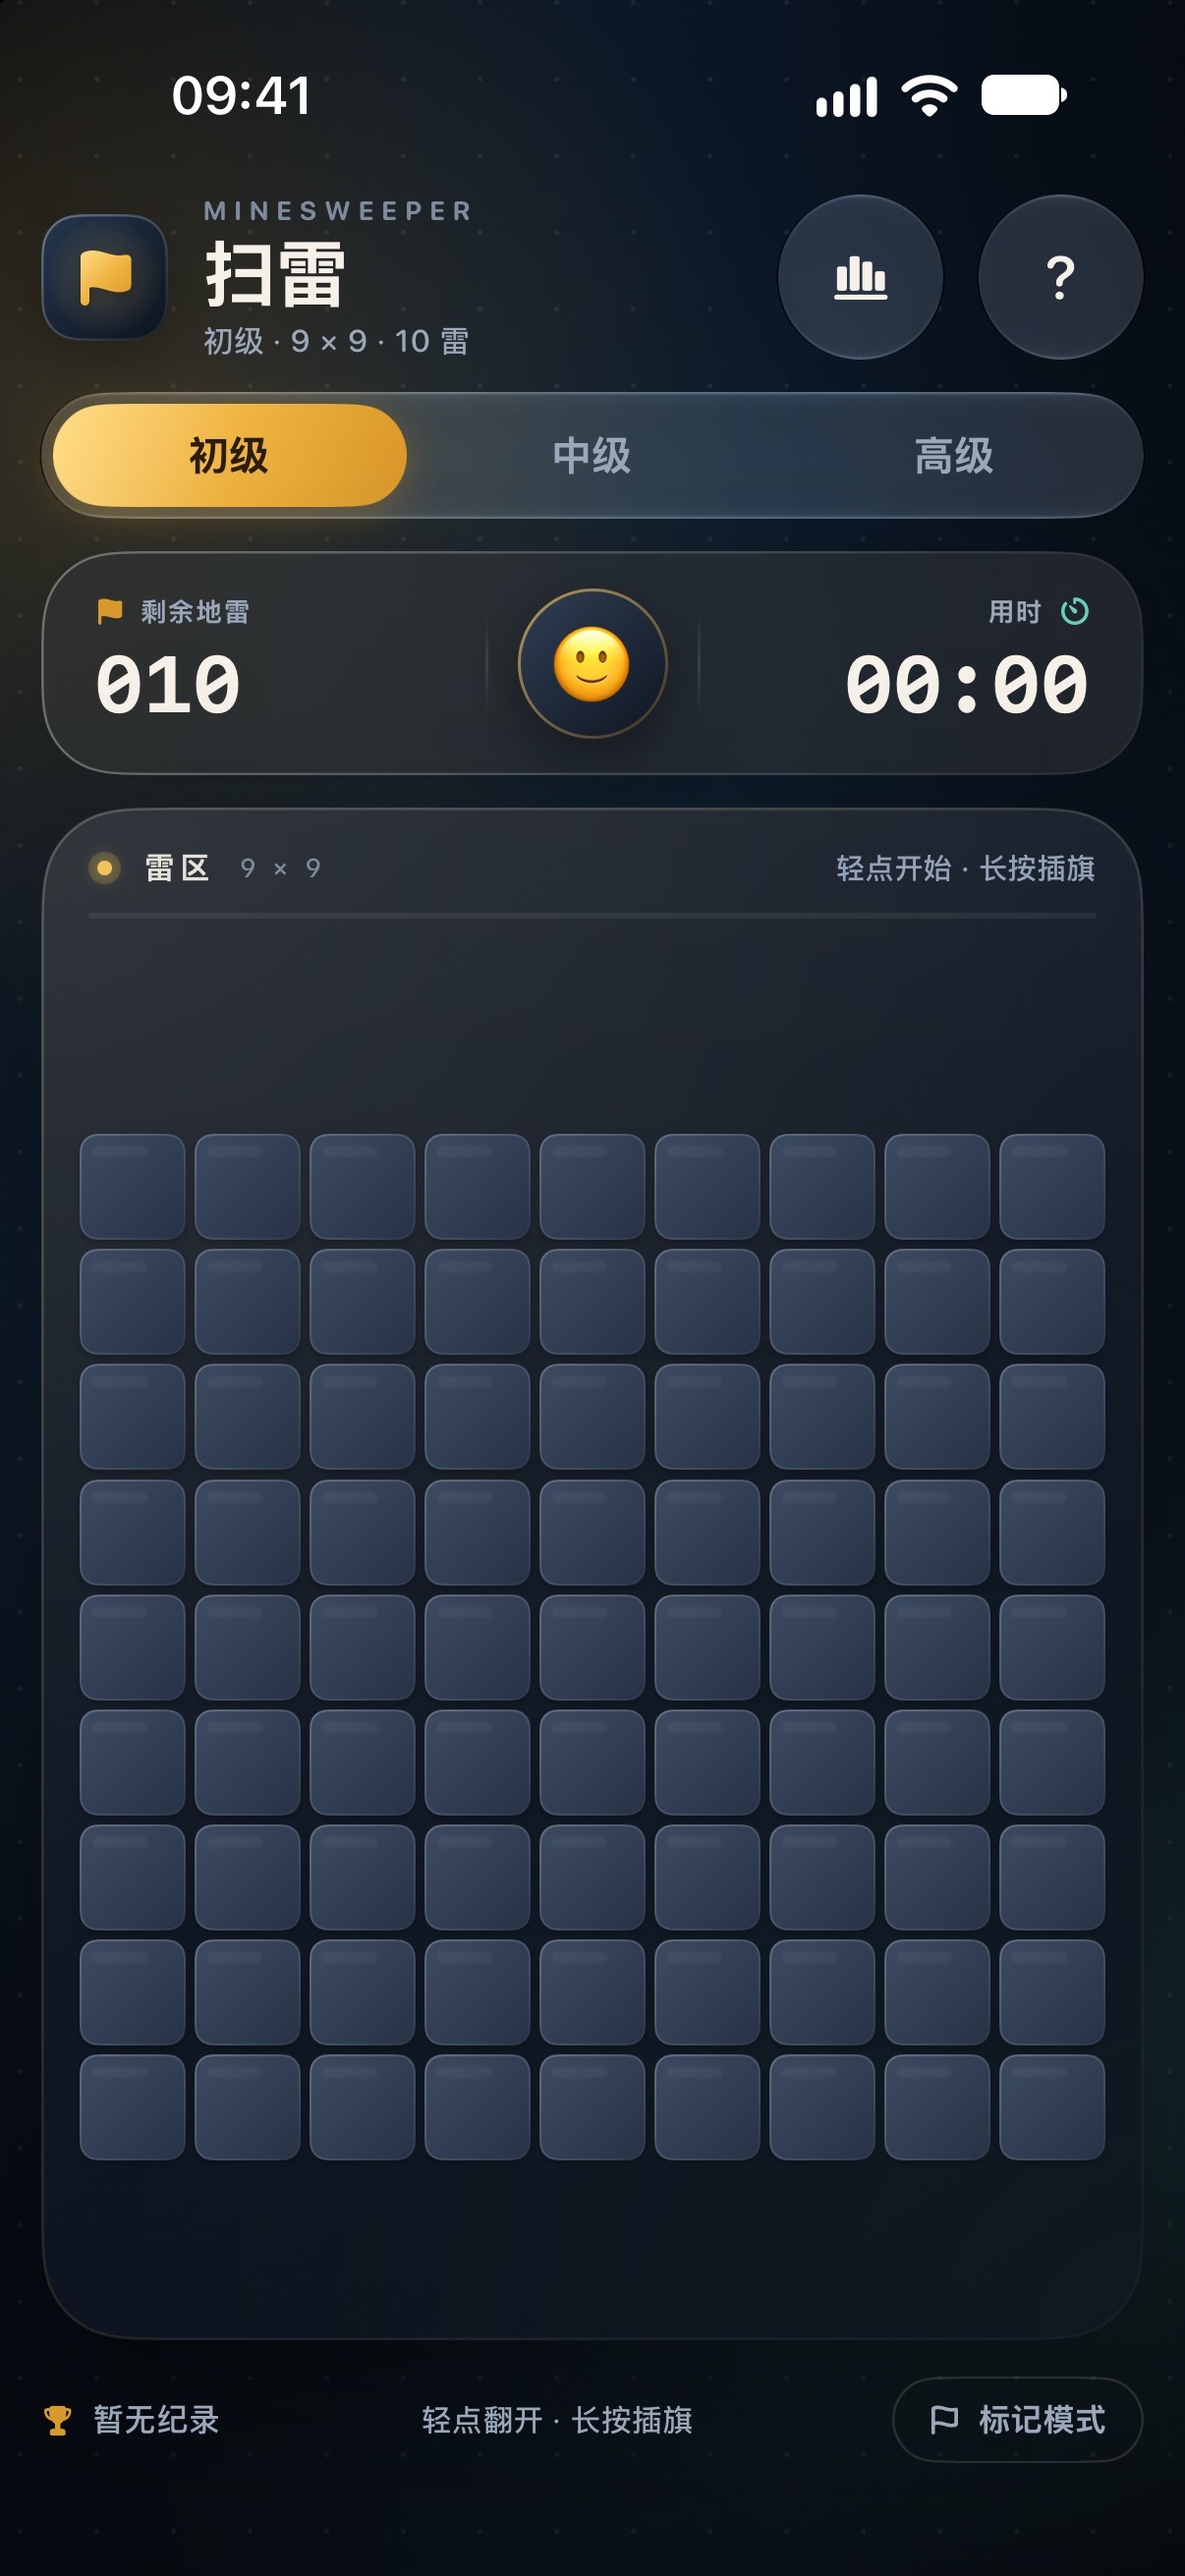 09:41
MINESWEEPER
扫雷
初级 · 9 × 9 · 10 雷
?
初级 中级 高级
剩余地雷 用时
010 00:00
雷区 9 × 9 轻点开始 · 长按插旗
暂无纪录 轻点翻开 · 长按插旗 标记模式